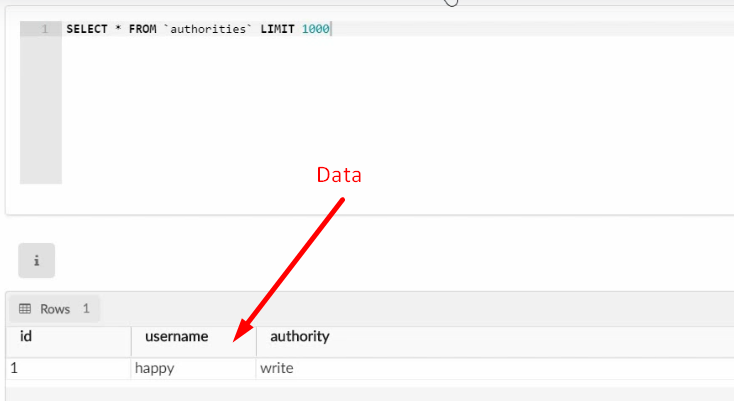 1 SELECT * FROM `authorities` LIMIT 1000
Data
i
Rows 1
id username authority
1 happy write